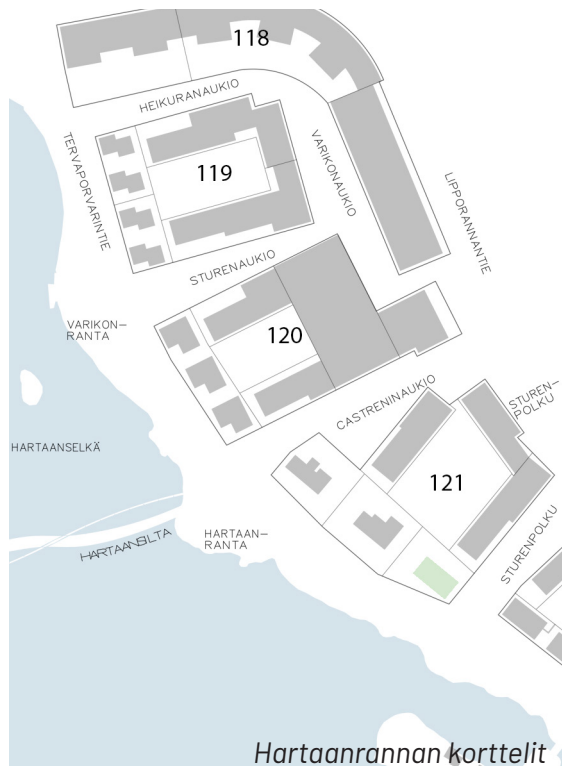 118
HEIKURANAUKIO
TERVAPORVARINTIE
VARIKONAUKIO
119
LIPPORANNANTIE
STURENAUKIO
VARIKON-
RANTA
120
CASTRENINAUKIO
STUREN-
POLKU
HARTAANSELKÄ
121
HARTAANSILTA
HARTAAN-
RANTA
STURENPOLKU
Hartaanrannan korttelit